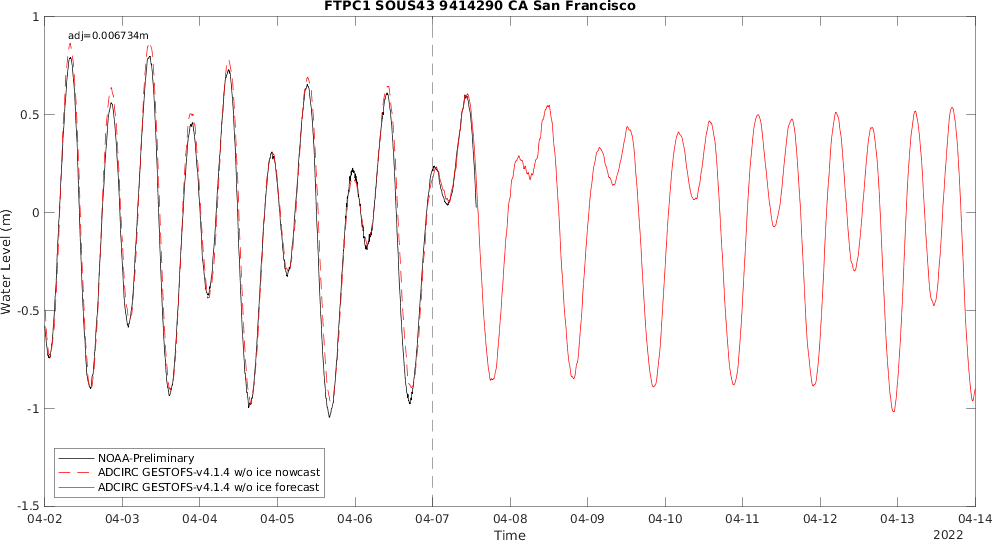 FTPC1 SOUS43 9414290 CA San Francisco
adj=0.006734m
1
0.5
0
-0.5
-1
-1.5
Water Level (m)
NOAA-Preliminary
ADCIRC GESTOFS-v4.1.4 w/o ice nowcast
ADCIRC GESTOFS-v4.1.4 w/o ice forecast
04-02 04-03 04-04 04-05 04-06 04-07 04-08 04-09 04-10 04-11 04-12 04-13 04-14
Time
2022